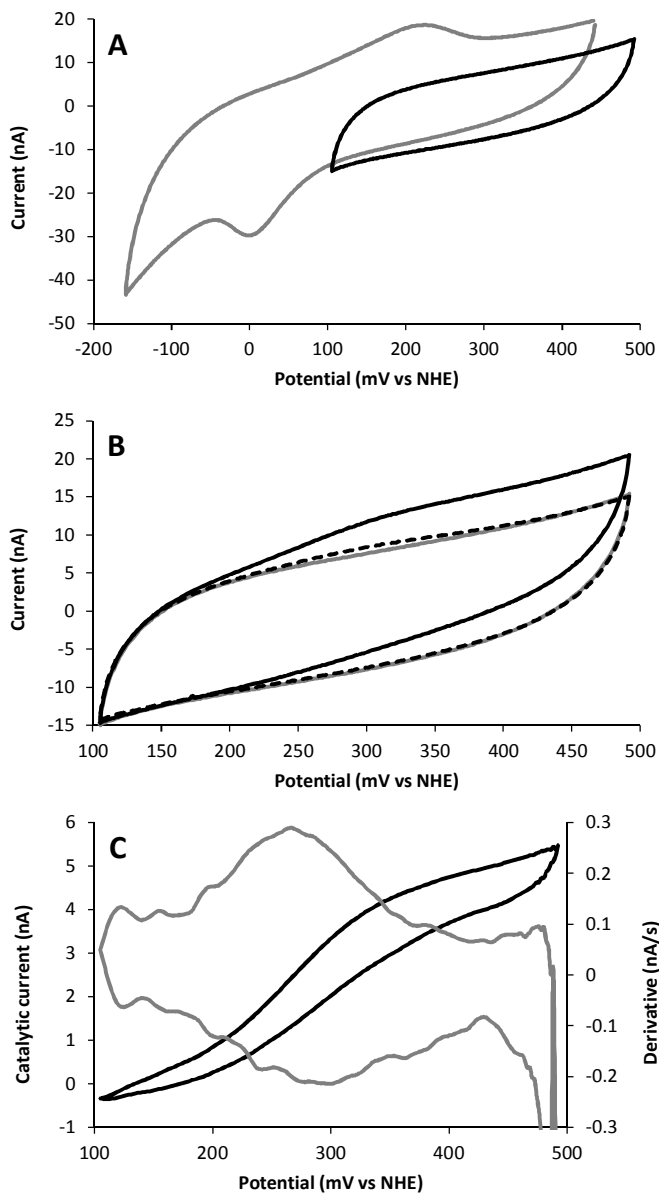 A
20
10
0
-10
-20
-30
-40
-50
Current (nA)
-200 -100 0 100 200 300 400 500
Potential (mV vs NHE)
B
25
20
15
10
5
0
-5
-10
-15
Current (nA)
100 150 200 250 300 350 400 450 500
Potential (mV vs NHE)
C
6
5
4
3
2
1
0
-1
Catalytic current (nA)
0.3
0.2
0.1
0
-0.1
-0.2
-0.3
Derivative (nA/s)
100 200 300 400 500
Potential (mV vs NHE)